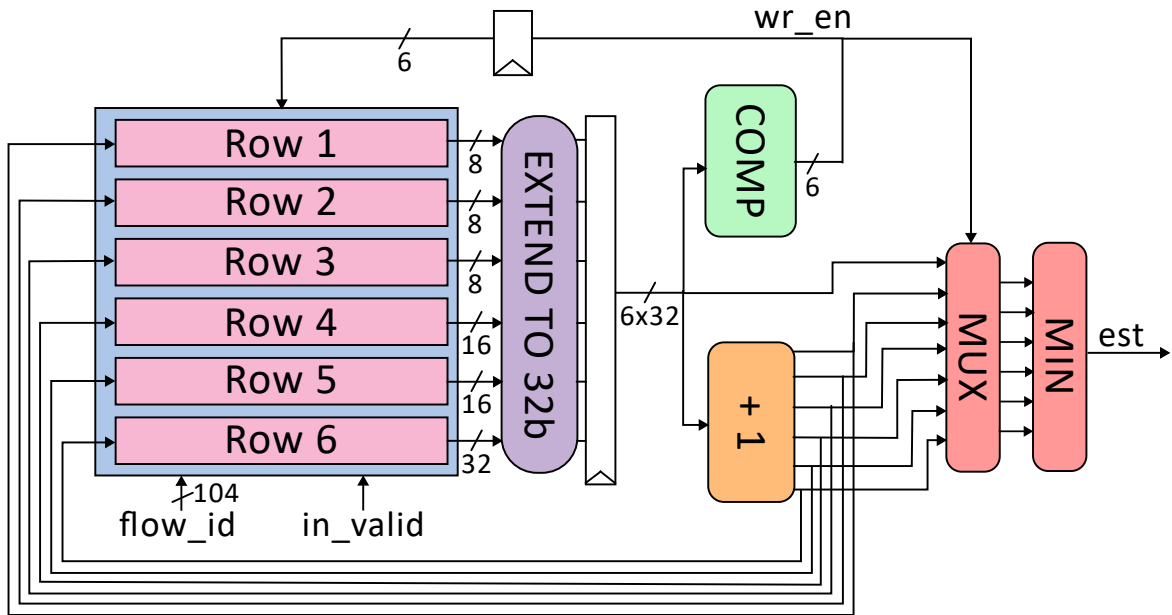 wr_en
6
Row 1
8
Row 2
8
Row 3
8
Row 4
16
Row 5
16
Row 6
32
EXTEND TO 32b
6x32
COMP
6
+ 1
MUX
MIN
est
104
flow_id
in_valid